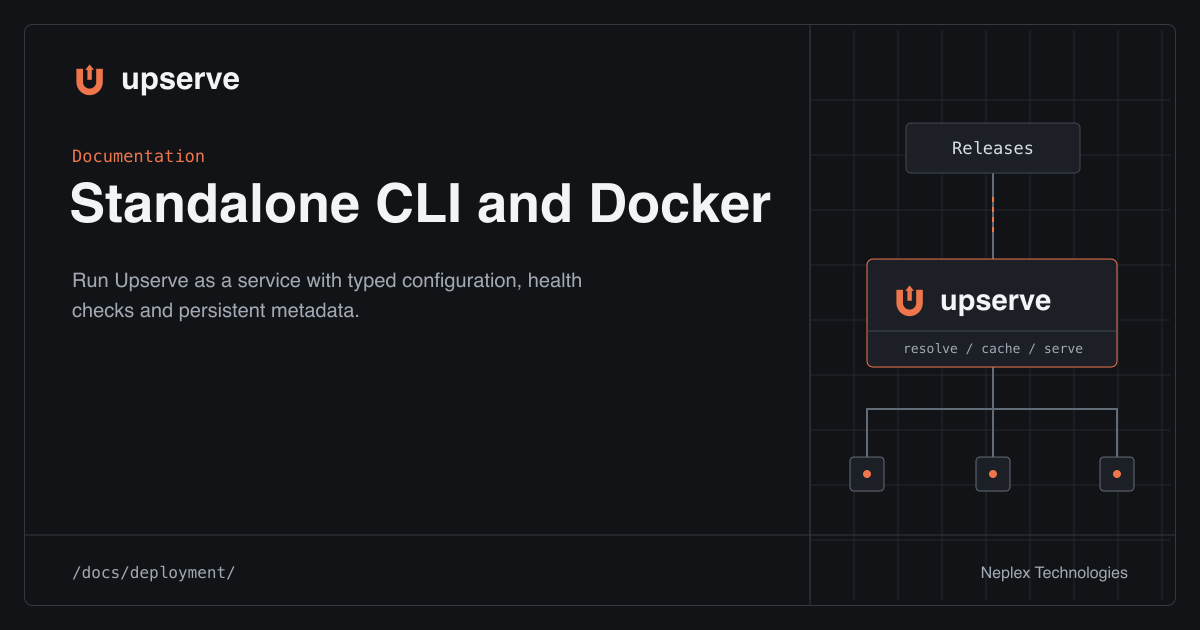 upserve
Documentation
Standalone CLI and Docker
Run Upserve as a service with typed configuration, health
checks and persistent metadata.
Releases
upserve
resolve / cache / serve
/docs/deployment/
Neplex Technologies